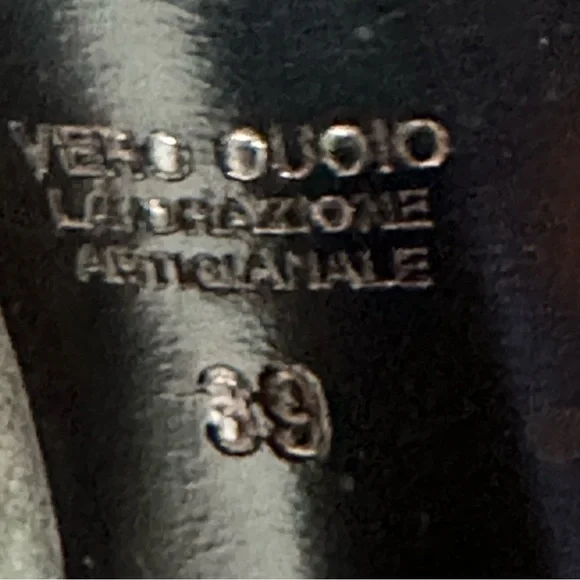 VERO CUOIO
LAVORAZIONE
ARTIGIANALE
39